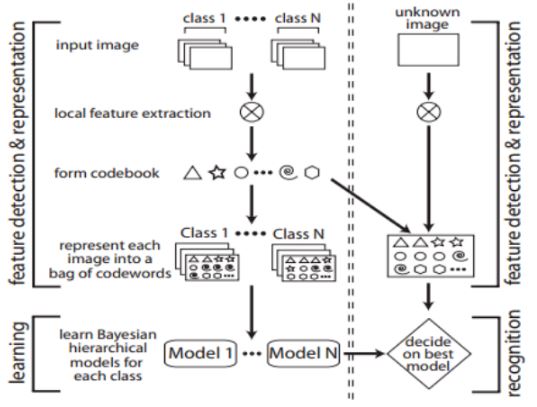 class 1 •••• class N
unknown
image
input image
local feature extraction
form codebook
Class 1 ••••• Class N
represent each
image into a
bag of codewords
learn Bayesian
hierarchical
models for
each class
Model 1 •••• Model N
decide
on best
model
feature detection & representation
learning
feature detection & representation
recognition